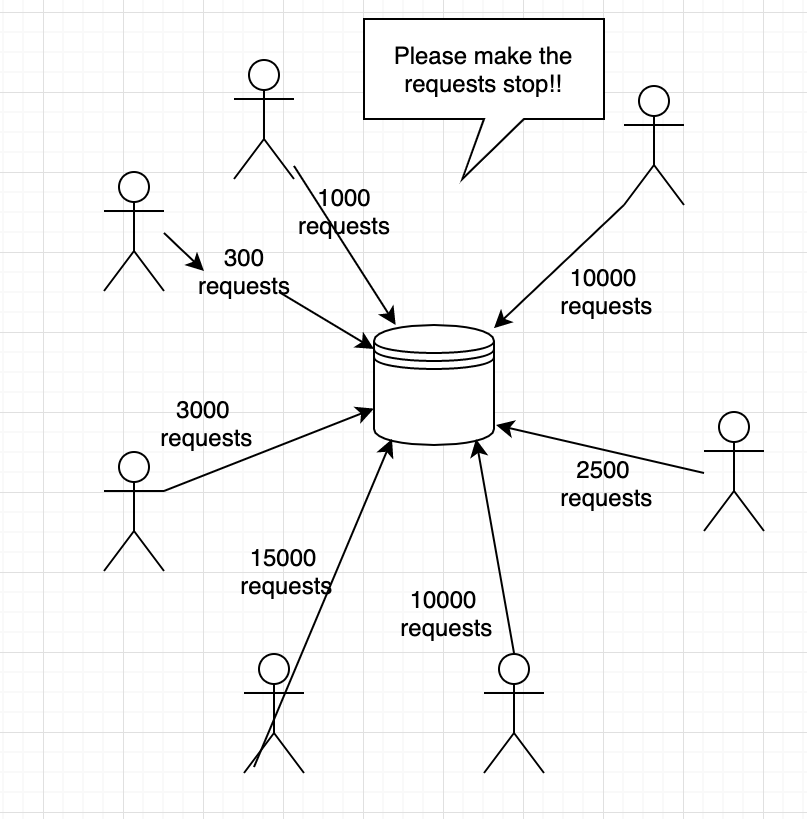 Please make the
requests stop!!
1000
requests
300
requests
10000
requests
3000
requests
2500
requests
15000
requests
10000
requests